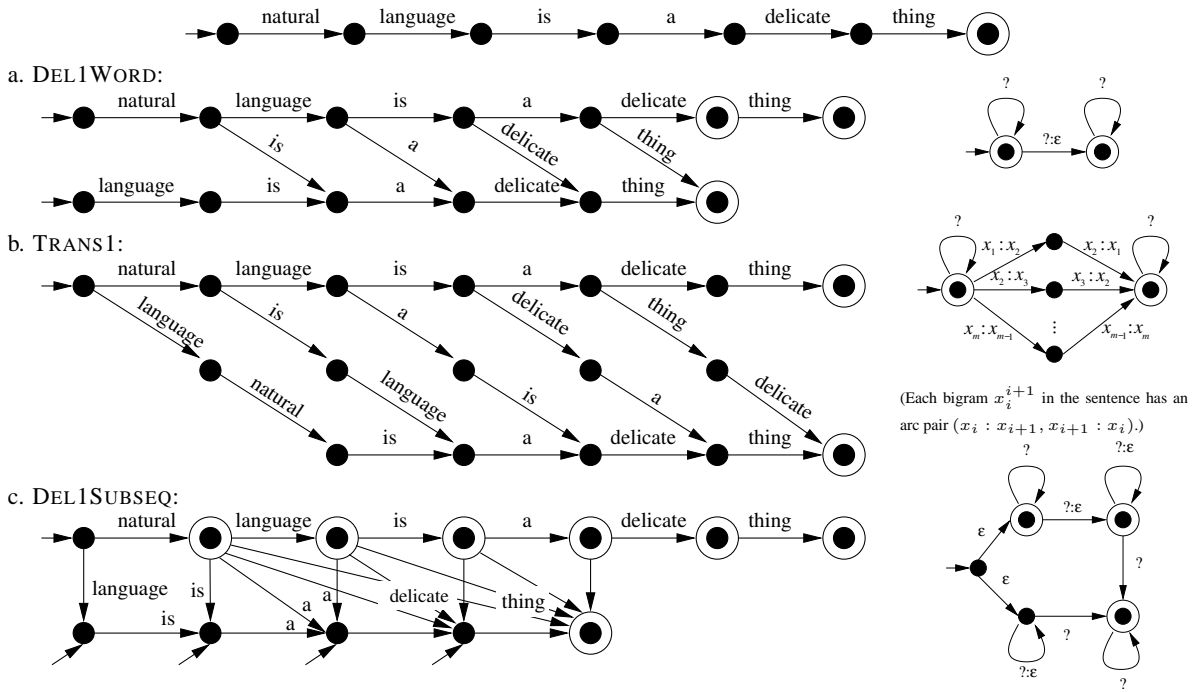 natural language is a delicate thing
a. DEL1WORD:
natural language is a delicate thing
is a delicate thing
language is a delicate thing
? ?
?:ε
b. TRANS1:
natural language is a delicate thing
language is a delicate thing
natural language is a delicate
is a delicate thing
? ?
x₁:x₂ x₂:x₁
x₂:x₃ x₃:x₂
⋮
xₘ:xₘ₋₁ xₘ₋₁:xₘ
(Each bigram x_i^{i+1} in the sentence has an
arc pair (x_i : x_{i+1}, x_{i+1} : x_i).)
c. DEL1SUBSEQ:
natural language is a delicate thing
language is a a delicate thing
is a
? ?:ε
ε ?:ε
?
ε
?
?:ε ?